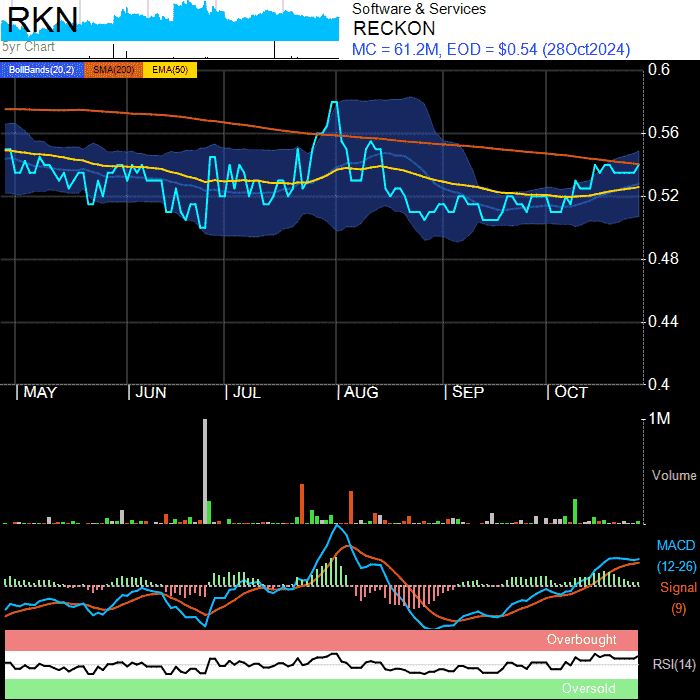 RKN
5yr Chart
Software & Services
RECKON
MC = 61.2M, EOD = $0.54 (28Oct2024)
BollBands(20,2) SMA(200) EMA(50)
0.6
0.56
0.52
0.48
0.44
0.4
MAY JUN JUL AUG SEP OCT
1M
Volume
MACD
(12-26)
Signal
(9)
Overbought
RSI(14)
Oversold